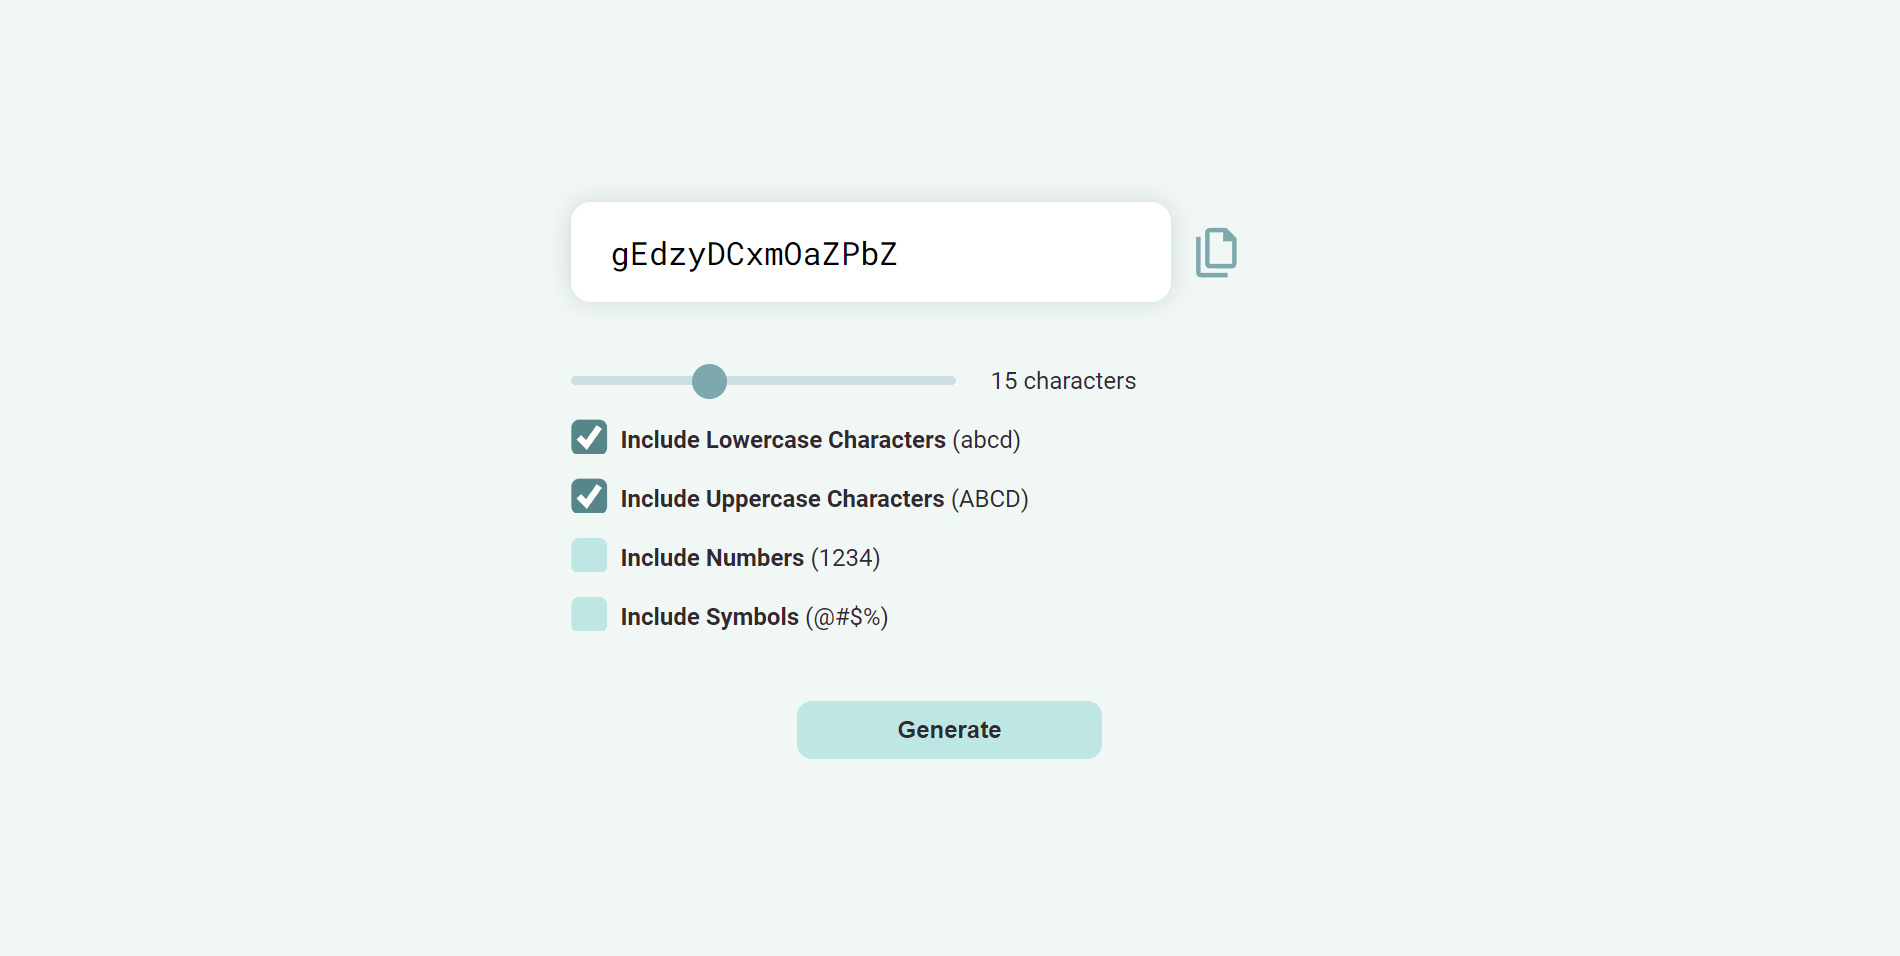 gEdzyDCxmOaZPbZ
15 characters
Include Lowercase Characters (abcd)
Include Uppercase Characters (ABCD)
Include Numbers (1234)
Include Symbols (@#$%)
Generate